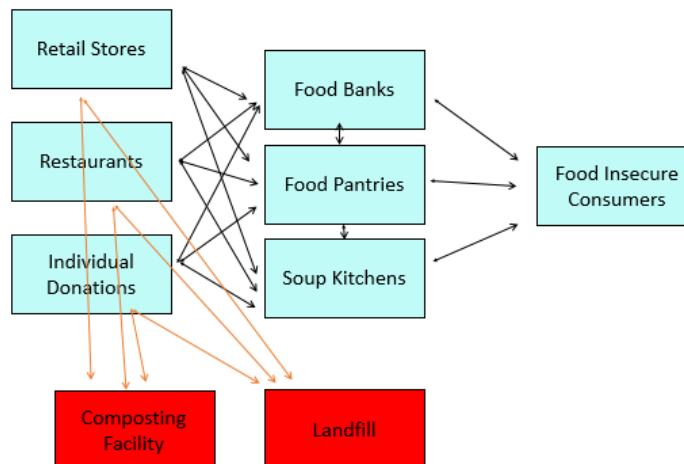 Retail Stores
Food Banks
Restaurants
Food Pantries
Food Insecure
Consumers
Individual
Donations
Soup Kitchens
Composting
Facility
Landfill